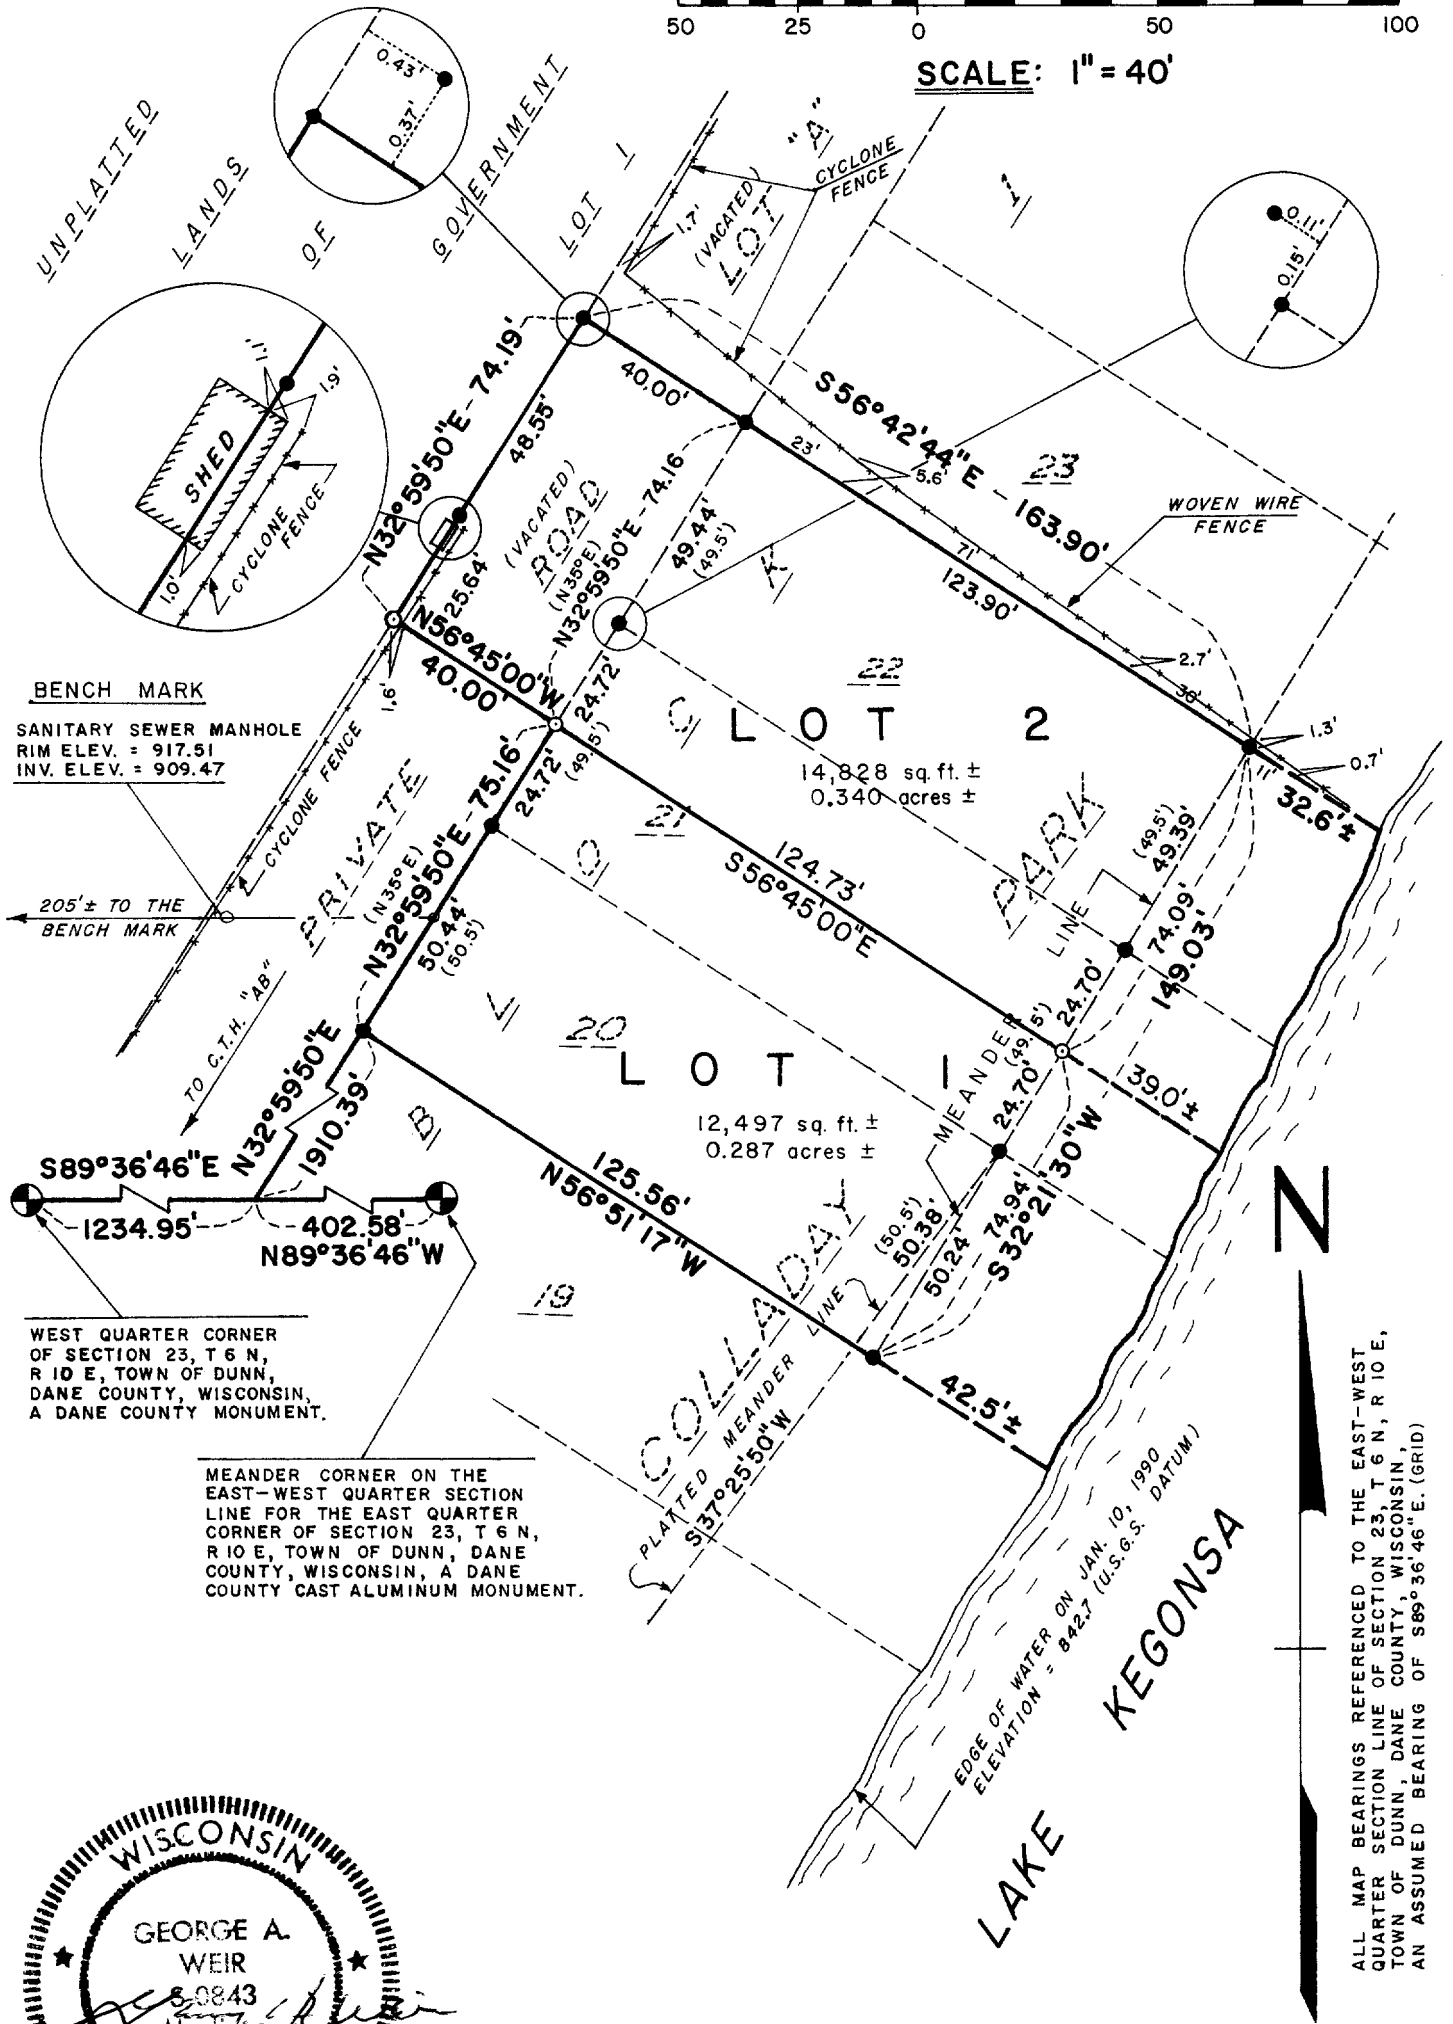 50 25 0 50 100
SCALE: 1" = 40'
0.43'
0.37'
UNPLATTED
LANDS
OF
GOVERNMENT
LOT 1
1.7'
(VACATED)
LOT "A"
CYCLONE
FENCE
1
0.11'
0.15'
1.1'
1.9'
SHED
CYCLONE
FENCE
1.0'
N32°59'50"E - 74.19'
48.55'
25.64'
40.00'
S56°42'44"E - 163.90'
23'
5.6'
71'
123.90'
23
WOVEN WIRE
FENCE
2.7'
30'
1.3'
0.7'
11'
32.6'±
(VACATED)
ROAD
(N35°E)
N32°59'50"E - 74.16
49.44'
(49.5')
K
N56°45'00"W
40.00'
1.6'
24.72'
(49.5')
24.72'
22
C
LOT 2
14,828 sq. ft. ±
0.340 acres ±
BENCH MARK
SANITARY SEWER MANHOLE
RIM ELEV. = 917.51
INV. ELEV. = 909.47
CYCLONE FENCE
205'± TO THE
BENCH MARK
PRIVATE
(N35°E)
N32°59'50"E - 75.16'
50.44'
(50.5')
21
O
124.73'
S56°45'00"E
PARK
LINE
(49.5')
49.39'
74.09'
149.03'
24.70'
MEANDER
(49.5')
24.70'
39.0'±
TO C.T.H. "AB"
L
20
LOT 1
12,497 sq. ft. ±
0.287 acres ±
B
N32°59'50"E
1910.39'
S89°36'46"E
1234.95'
402.58'
N89°36'46"W
125.56'
N56°51'17"W
(50.5')
50.38'
50.24'
74.94'
S32°21'30"W
19
COLLADAY
LINE
42.5'±
PLATTED MEANDER
S37°25'50"W
WEST QUARTER CORNER
OF SECTION 23, T 6 N,
R 10 E, TOWN OF DUNN,
DANE COUNTY, WISCONSIN,
A DANE COUNTY MONUMENT.
MEANDER CORNER ON THE
EAST-WEST QUARTER SECTION
LINE FOR THE EAST QUARTER
CORNER OF SECTION 23, T 6 N,
R 10 E, TOWN OF DUNN, DANE
COUNTY, WISCONSIN, A DANE
COUNTY CAST ALUMINUM MONUMENT.
EDGE OF WATER ON JAN. 10, 1990
ELEVATION = 842.7 (U.S.G.S. DATUM)
LAKE KEGONSA
N
ALL MAP BEARINGS REFERENCED TO THE EAST-WEST
QUARTER SECTION LINE OF SECTION 23, T 6 N, R 10 E,
TOWN OF DUNN, DANE COUNTY, WISCONSIN,
AN ASSUMED BEARING OF S89°36'46"E. (GRID)
WISCONSIN
GEORGE A.
WEIR
S-0843